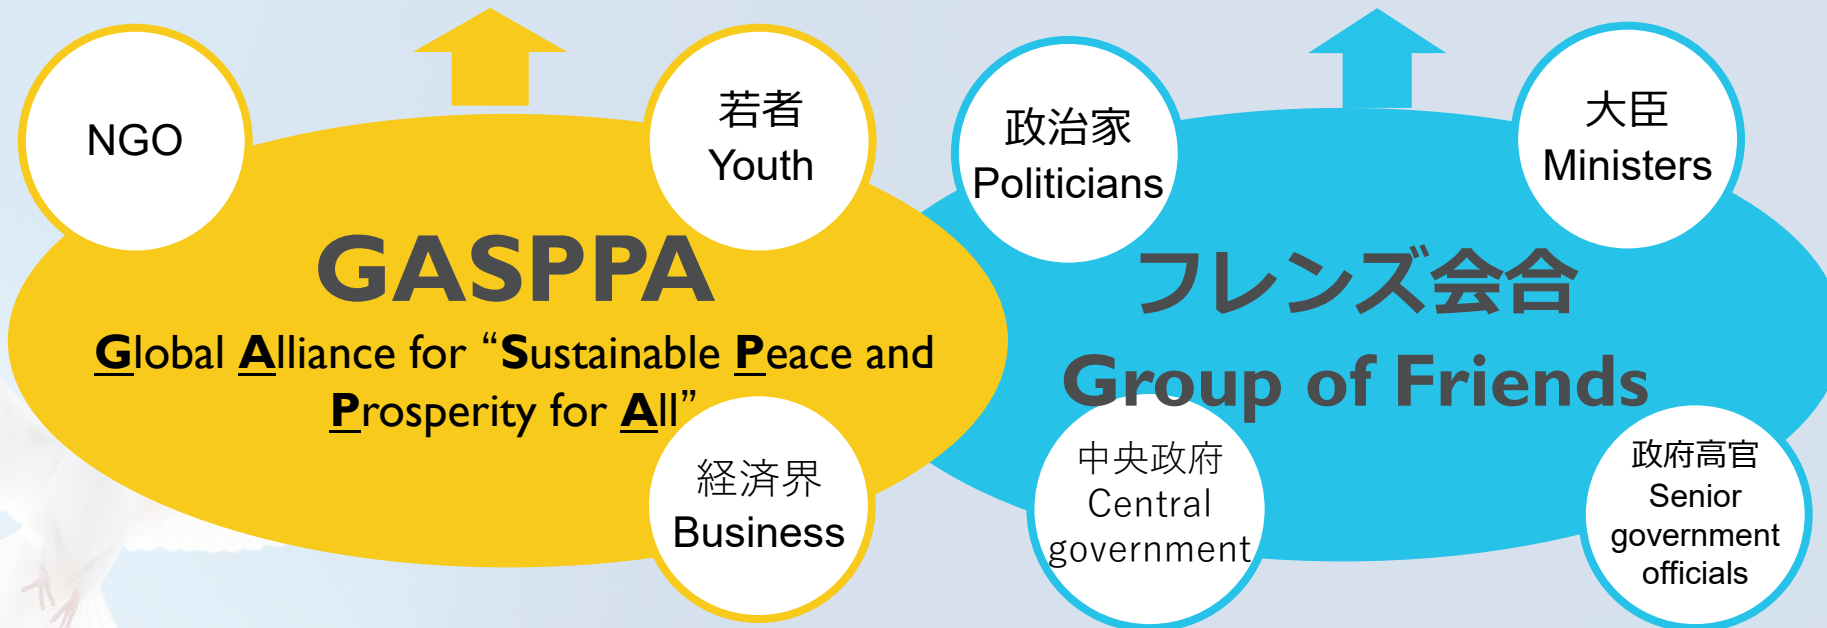 NGO
若者
Youth
GASPPA
Global Alliance for “Sustainable Peace and
Prosperity for All”
経済界
Business
政治家
Politicians
大臣
Ministers
フレンズ会合
Group of Friends
中央政府
Central
government
政府高官
Senior
government
officials